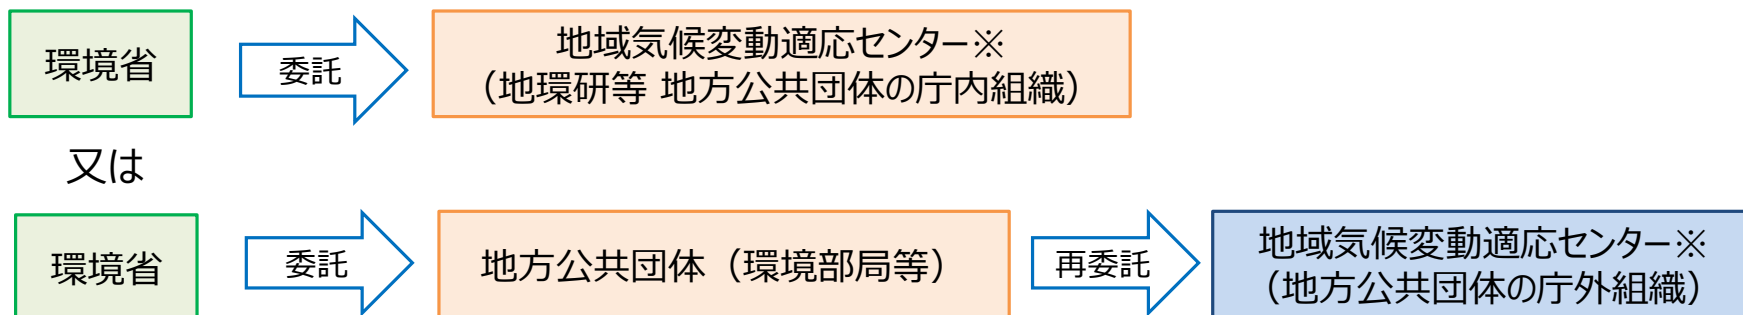 環境省
委託
地域気候変動適応センター※
（地環研等 地方公共団体の庁内組織）
又は
環境省
委託
地方公共団体（環境部局等）
再委託
地域気候変動適応センター※
（地方公共団体の庁外組織）